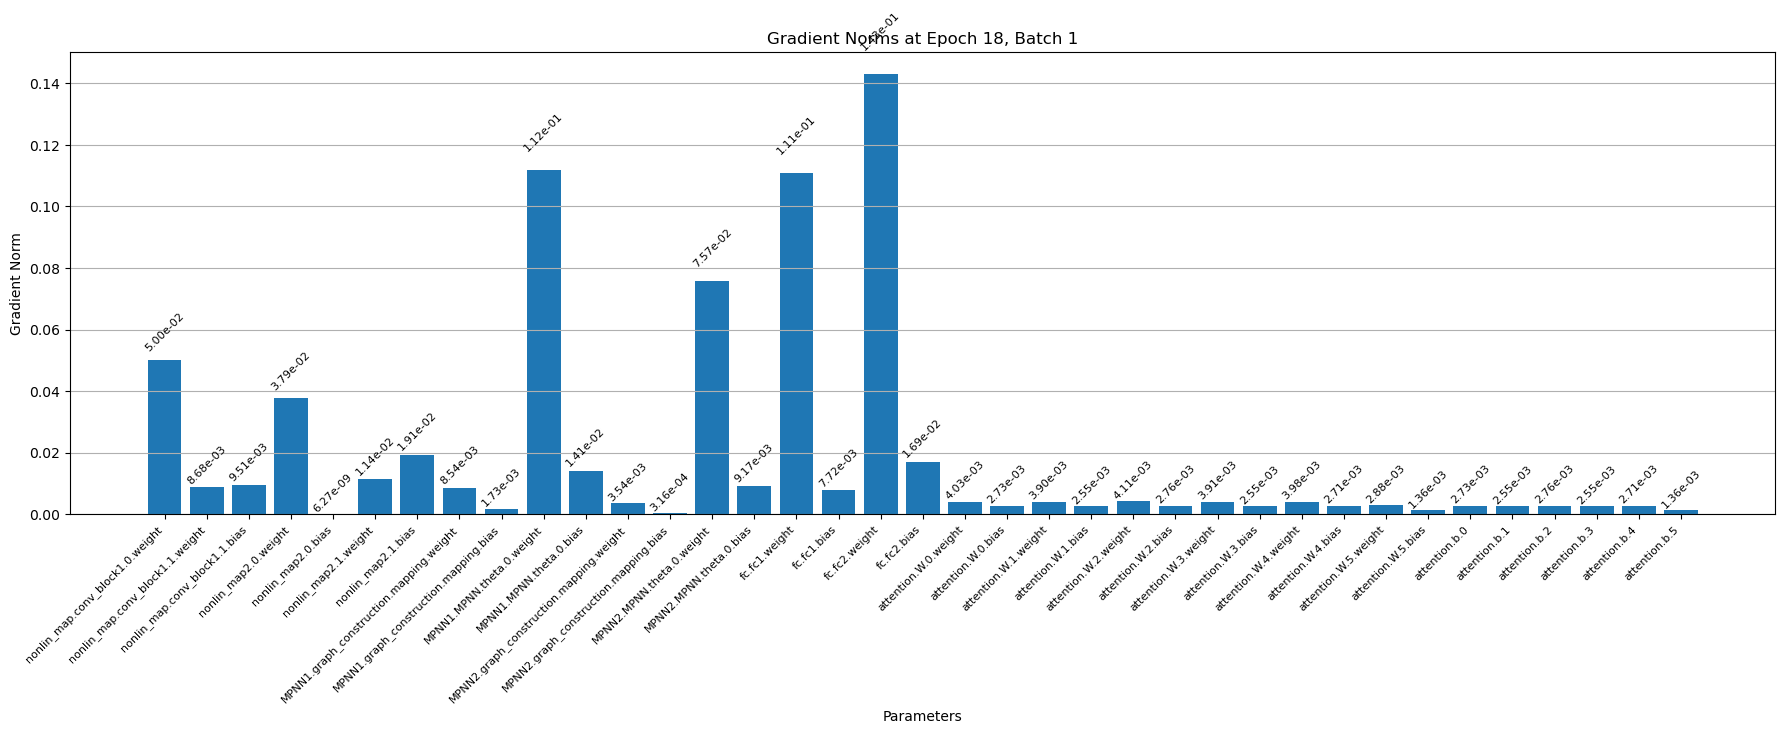 Gradient Norms at Epoch 18, Batch 1
Gradient Norm
0.14
0.12
0.10
0.08
0.06
0.04
0.02
0.00
5.00e-02
8.68e-03
9.51e-03
3.79e-02
6.27e-09
1.14e-02
1.91e-02
8.54e-03
1.73e-03
1.12e-01
1.41e-02
3.54e-03
3.16e-04
7.57e-02
9.17e-03
1.11e-01
7.72e-03
1.43e-01
1.69e-02
4.03e-03
2.73e-03
3.90e-03
2.55e-03
4.11e-03
2.76e-03
3.91e-03
2.55e-03
3.98e-03
2.71e-03
2.88e-03
1.36e-03
2.73e-03
2.55e-03
2.76e-03
2.55e-03
2.71e-03
1.36e-03
nonlin_map.conv_block1.0.weight
nonlin_map.conv_block1.1.weight
nonlin_map.conv_block1.1.bias
nonlin_map2.0.weight
nonlin_map2.0.bias
nonlin_map2.1.weight
nonlin_map2.1.bias
MPNN1.graph_construction.mapping.weight
MPNN1.graph_construction.mapping.bias
MPNN1.MPNN.theta.0.weight
MPNN1.MPNN.theta.0.bias
MPNN2.graph_construction.mapping.weight
MPNN2.graph_construction.mapping.bias
MPNN2.MPNN.theta.0.weight
MPNN2.MPNN.theta.0.bias
fc.fc1.weight
fc.fc1.bias
fc.fc2.weight
fc.fc2.bias
attention.W.0.weight
attention.W.0.bias
attention.W.1.weight
attention.W.1.bias
attention.W.2.weight
attention.W.2.bias
attention.W.3.weight
attention.W.3.bias
attention.W.4.weight
attention.W.4.bias
attention.W.5.weight
attention.W.5.bias
attention.b.0
attention.b.1
attention.b.2
attention.b.3
attention.b.4
attention.b.5
Parameters